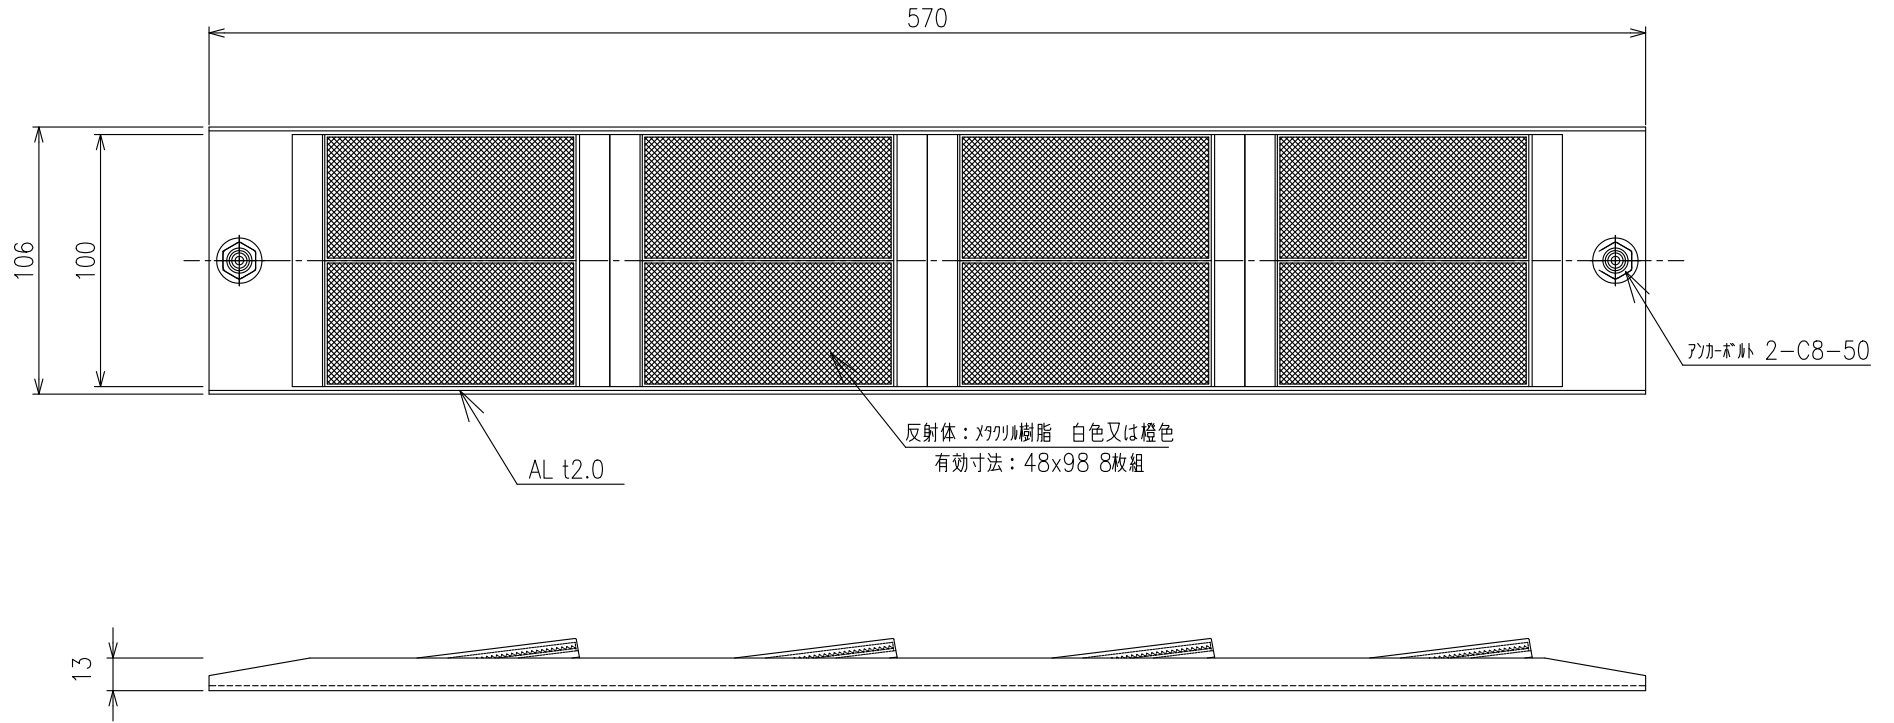 570
106
100
ｱﾝｶｰﾎﾞﾙﾄ 2-C8-50
反射体：ﾒﾀｸﾘﾙ樹脂　白色又は橙色
有効寸法：48x98 8枚組
AL t2.0
13